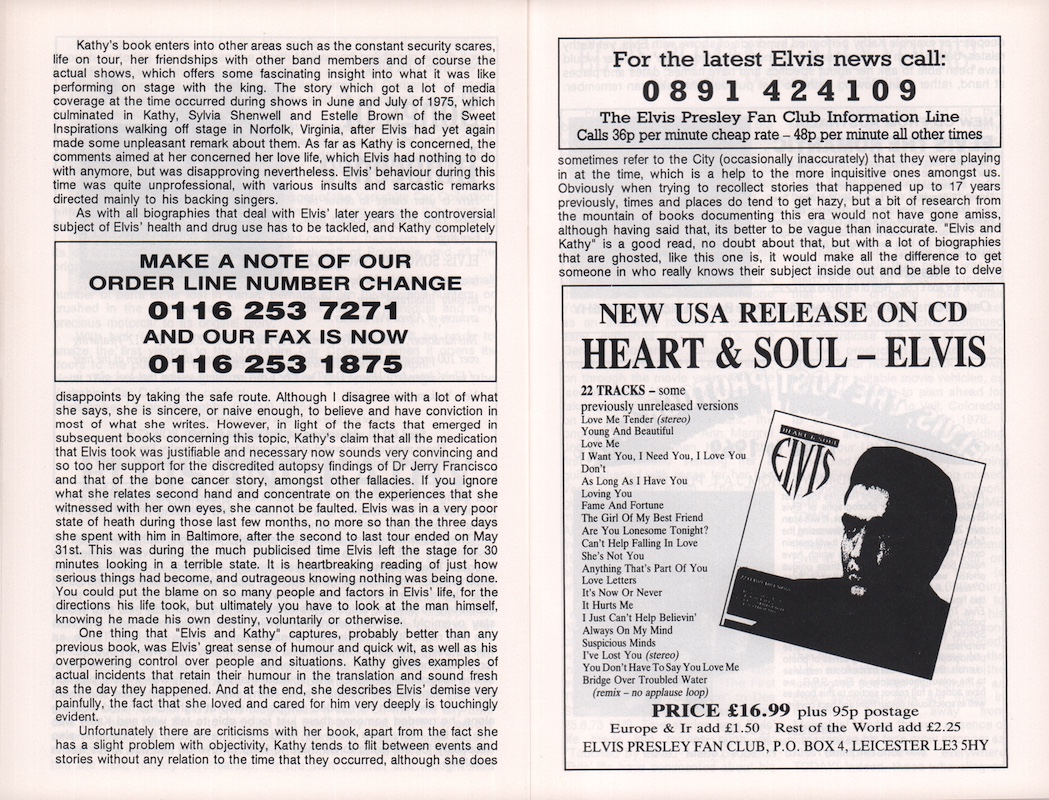 Kathy's book enters into other areas such as the constant security scares,
life on tour, her friendships with other band members and of course the
actual shows, which offers some fascinating insight into what it was like
performing on stage with the king. The story which got a lot of media
coverage at the time occurred during shows in June and July of 1975, which
culminated in Kathy, Sylvia Shenwell and Estelle Brown of the Sweet
Inspirations walking off stage in Norfolk, Virginia, after Elvis had yet again
made some unpleasant remark about them. As far as Kathy is concerned, the
comments aimed at her concerned her love life, which Elvis had nothing to do
with anymore, but was disapproving nevertheless. Elvis' behaviour during this
time was quite unprofessional, with various insults and sarcastic remarks
directed mainly to his backing singers.
As with all biographies that deal with Elvis' later years the controversial
subject of Elvis' health and drug use has to be tackled, and Kathy completely
MAKE A NOTE OF OUR
ORDER LINE NUMBER CHANGE
0116 253 7271
AND OUR FAX IS NOW
0116 253 1875
disappoints by taking the safe route. Although I disagree with a lot of what
she says, she is sincere, or naive enough, to believe and have conviction in
most of what she writes. However, in light of the facts that emerged in
subsequent books concerning this topic, Kathy's claim that all the medication
that Elvis took was justifiable and necessary now sounds very convincing and
so too her support for the discredited autopsy findings of Dr Jerry Francisco
and that of the bone cancer story, amongst other fallacies. If you ignore
what she relates second hand and concentrate on the experiences that she
witnessed with her own eyes, she cannot be faulted. Elvis was in a very poor
state of heath during those last few months, no more so than the three days
she spent with him in Baltimore, after the second to last tour ended on May
31st. This was during the much publicised time Elvis left the stage for 30
minutes looking in a terrible state. It is heartbreaking reading of just how
serious things had become, and outrageous knowing nothing was being done.
You could put the blame on so many people and factors in Elvis' life, for the
directions his life took, but ultimately you have to look at the man himself,
knowing he made his own destiny, voluntarily or otherwise.
One thing that "Elvis and Kathy" captures, probably better than any
previous book, was Elvis' great sense of humour and quick wit, as well as his
overpowering control over people and situations. Kathy gives examples of
actual incidents that retain their humour in the translation and sound fresh
as the day they happened. And at the end, she describes Elvis' demise very
painfully, the fact that she loved and cared for him very deeply is touchingly
evident.
Unfortunately there are criticisms with her book, apart from the fact she
has a slight problem with objectivity, Kathy tends to flit between events and
stories without any relation to the time that they occurred, although she does
For the latest Elvis news call:
0891 424109
The Elvis Presley Fan Club Information Line
Calls 36p per minute cheap rate – 48p per minute all other times
sometimes refer to the City (occasionally inaccurately) that they were playing
in at the time, which is a help to the more inquisitive ones amongst us.
Obviously when trying to recollect stories that happened up to 17 years
previously, times and places do tend to get hazy, but a bit of research from
the mountain of books documenting this era would not have gone amiss,
although having said that, its better to be vague than inaccurate. "Elvis and
Kathy" is a good read, no doubt about that, but with a lot of biographies
that are ghosted, like this one is, it would make all the difference to get
someone in who really knows their subject inside out and be able to delve
NEW USA RELEASE ON CD
HEART & SOUL – ELVIS
22 TRACKS – some
previously unreleased versions
Love Me Tender (stereo)
Young And Beautiful
Love Me
I Want You, I Need You, I Love You
Don't
As Long As I Have You
Loving You
Fame And Fortune
The Girl Of My Best Friend
Are You Lonesome Tonight?
Can't Help Falling In Love
She's Not You
Anything That's Part Of You
Love Letters
It's Now Or Never
It Hurts Me
I Just Can't Help Believin'
Always On My Mind
Suspicious Minds
I've Lost You (stereo)
You Don't Have To Say You Love Me
Bridge Over Troubled Water
(remix – no applause loop)
HEART & SOUL
ELVIS
PRICE £16.99 plus 95p postage
Europe & Ir add £1.50 Rest of the World add £2.25
ELVIS PRESLEY FAN CLUB, P.O. BOX 4, LEICESTER LE3 5HY